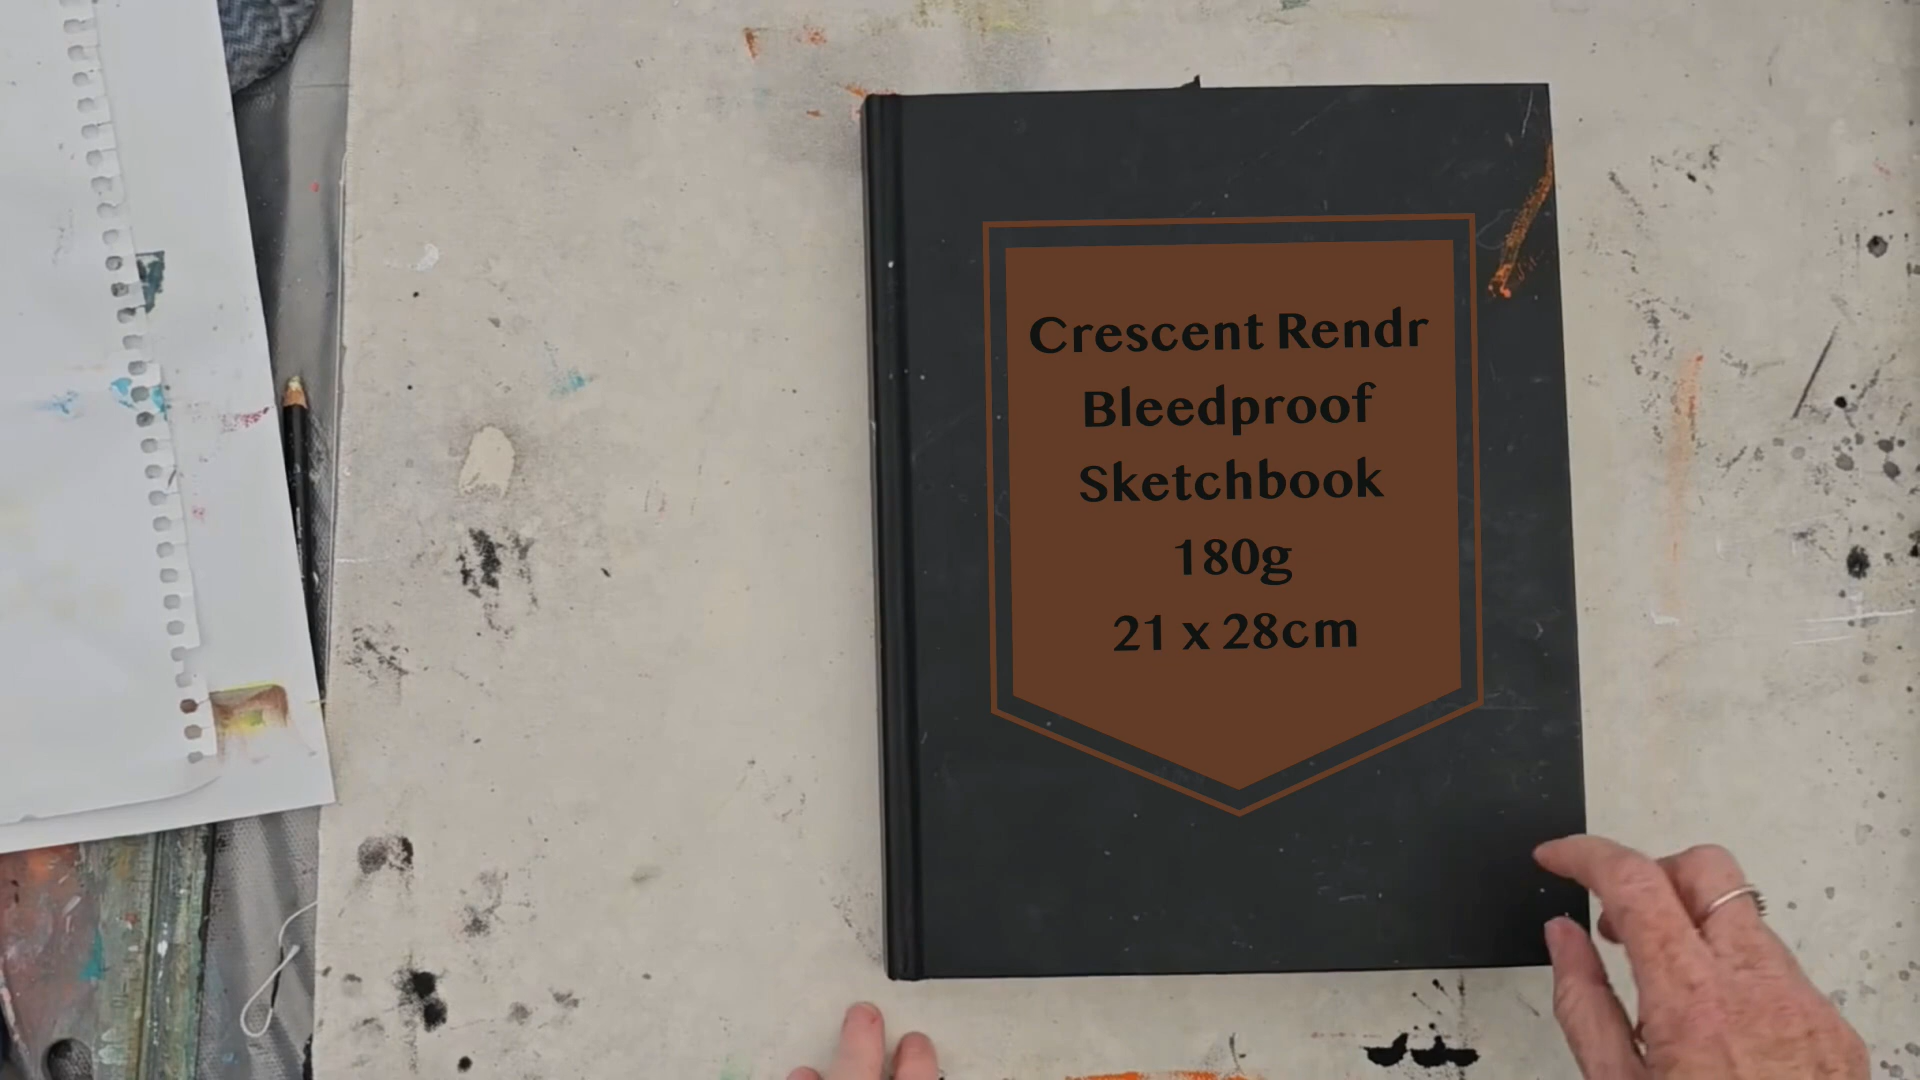 Crescent Rendr
Bleedproof
Sketchbook
180g
21 x 28cm